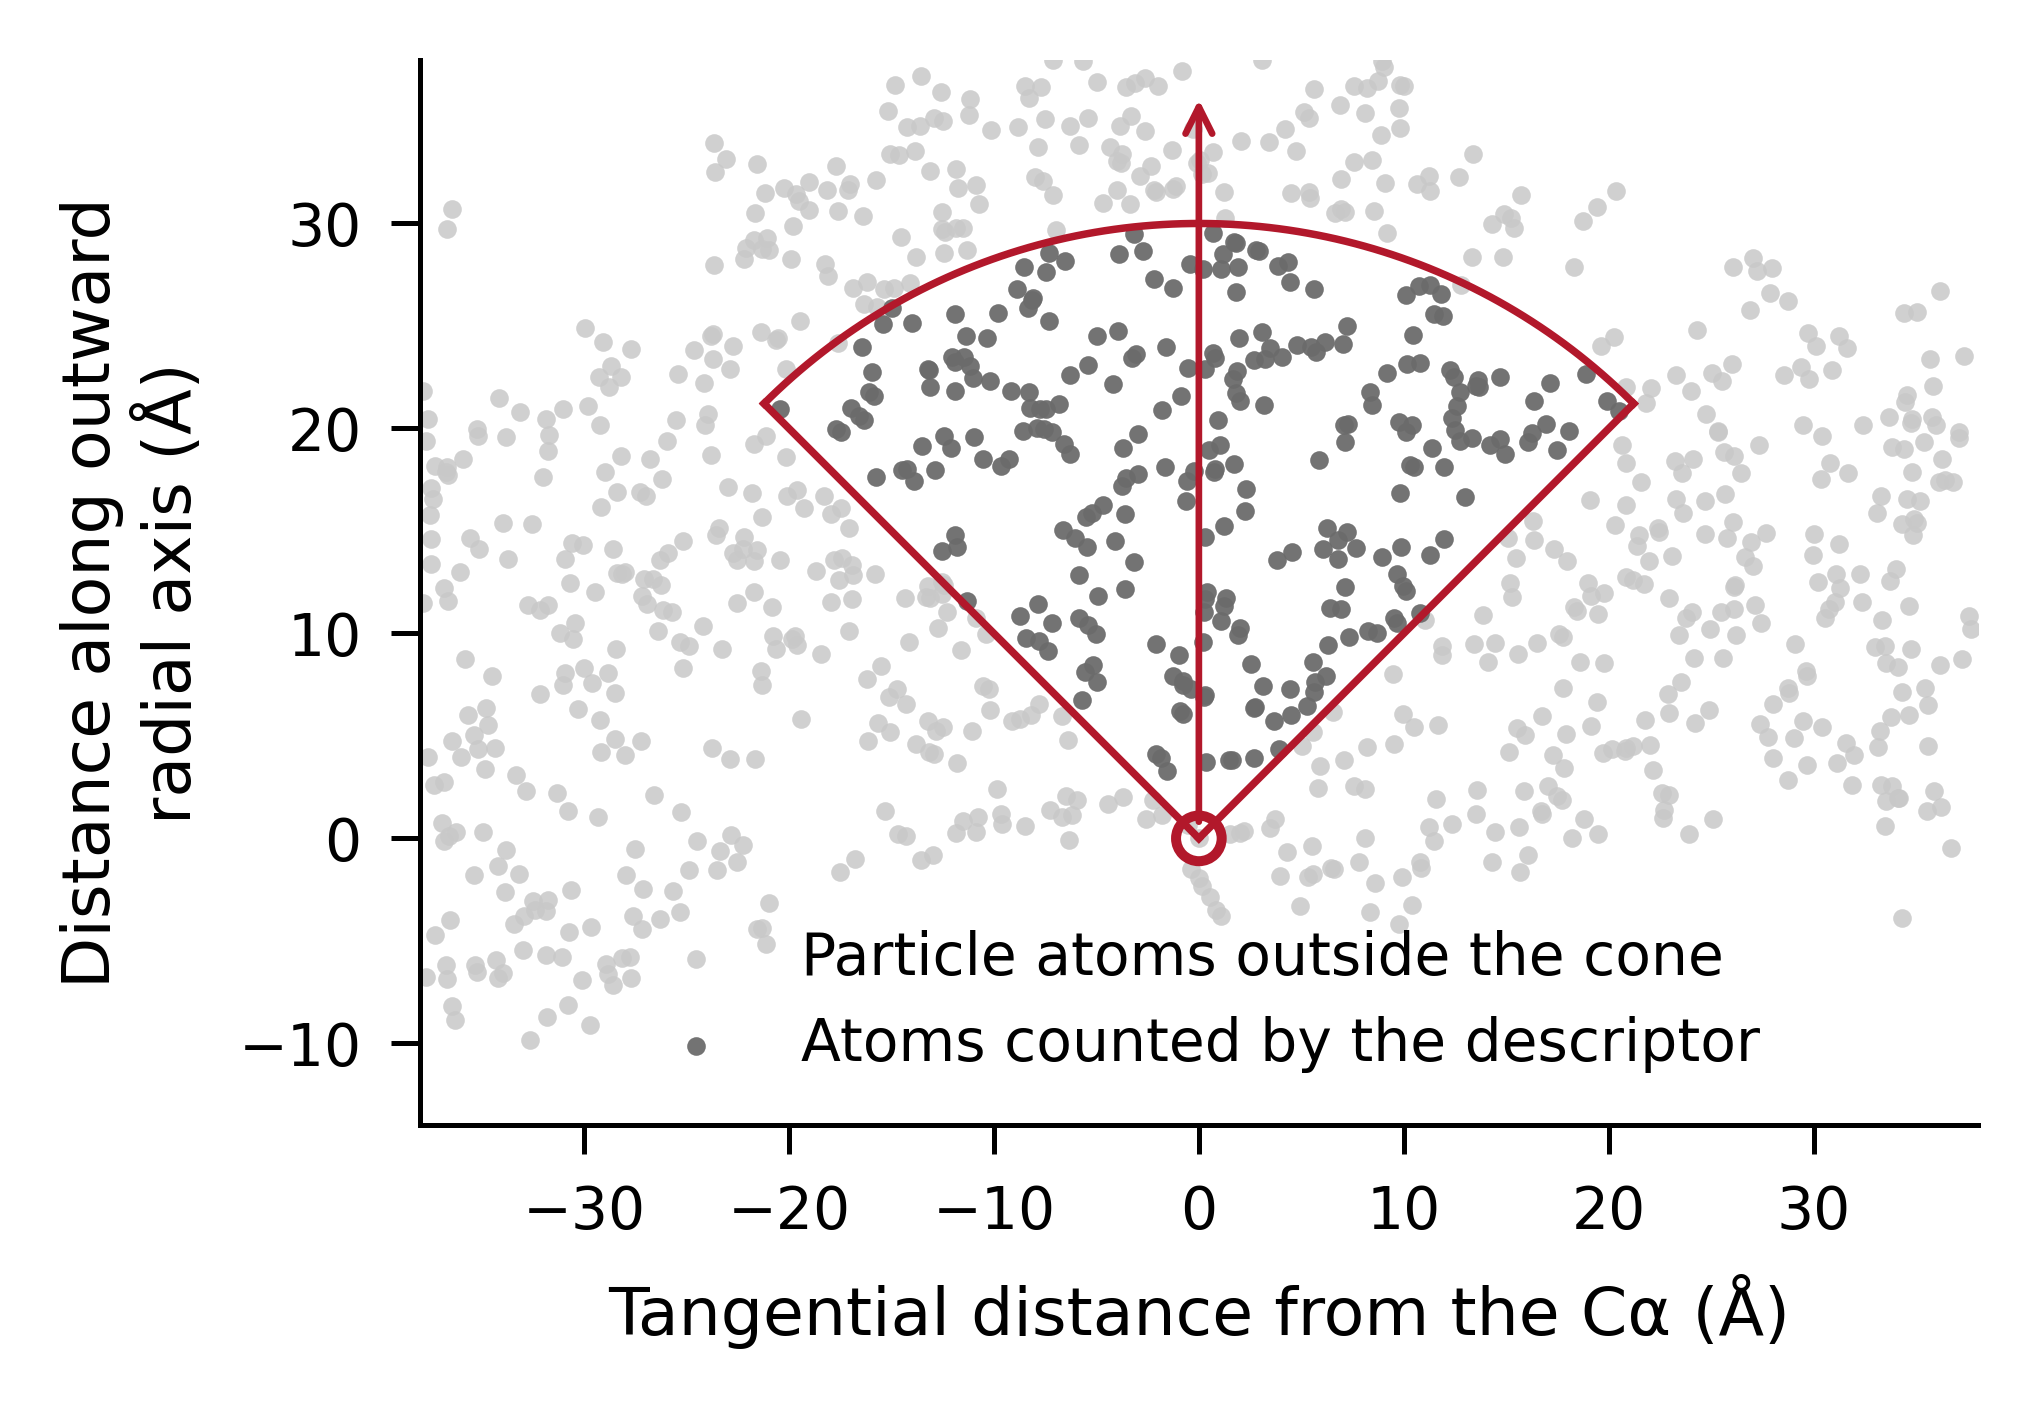 Distance along outward
radial axis (Å)
30
20
10
0
−10
Particle atoms outside the cone
Atoms counted by the descriptor
−30
−20
−10
0
10
20
30
Tangential distance from the Cα (Å)